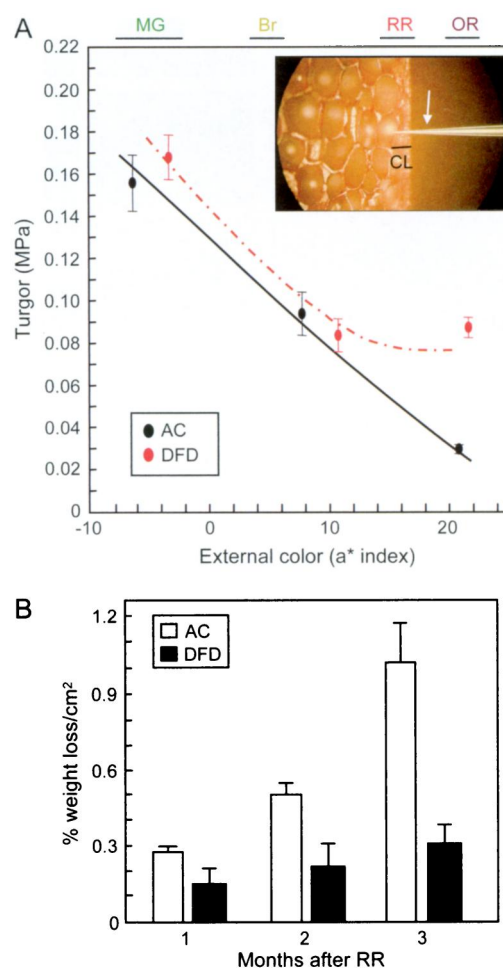 A
MG Br RR OR
0.22
0.20
0.18
0.16
0.14
0.12
0.10
0.08
0.06
0.04
0.02
0
Turgor (MPa)
CL
AC
DFD
-10 0 10 20
External color (a* index)
B
1.2
0.9
0.6
0.3
0
% weight loss/cm²
AC
DFD
1 2 3
Months after RR